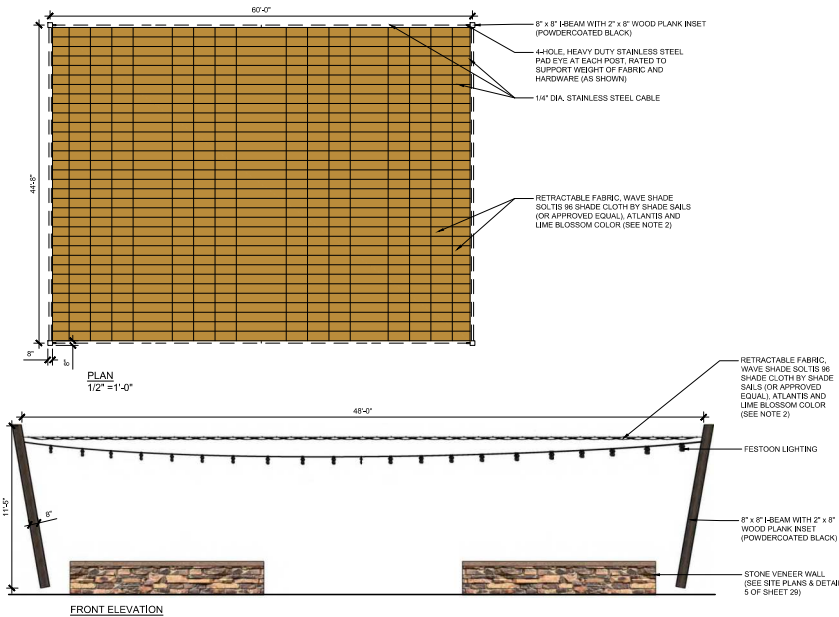 60'-0"
8" x 8" I-BEAM WITH 2" x 8" WOOD PLANK INSET
(POWDERCOATED BLACK)
4-HOLE, HEAVY DUTY STAINLESS STEEL
PAD EYE AT EACH POST, RATED TO
SUPPORT WEIGHT OF FABRIC AND
HARDWARE (AS SHOWN)
1/4" DIA. STAINLESS STEEL CABLE
44'-8"
RETRACTABLE FABRIC, WAVE SHADE
SOLTIS 96 SHADE CLOTH BY SHADE SAILS
(OR APPROVED EQUAL), ATLANTIS AND
LIME BLOSSOM COLOR (SEE NOTE 2)
8"
8"
PLAN
1/2" =1'-0"
RETRACTABLE FABRIC,
WAVE SHADE SOLTIS 96
SHADE CLOTH BY SHADE
SAILS (OR APPROVED
EQUAL), ATLANTIS AND
LIME BLOSSOM COLOR
(SEE NOTE 2)
48'-0"
FESTOON LIGHTING
8"
8" x 8" I-BEAM WITH 2" x 8"
WOOD PLANK INSET
(POWDERCOATED BLACK)
STONE VENEER WALL
(SEE SITE PLANS & DETAIL
5 OF SHEET 29)
FRONT ELEVATION